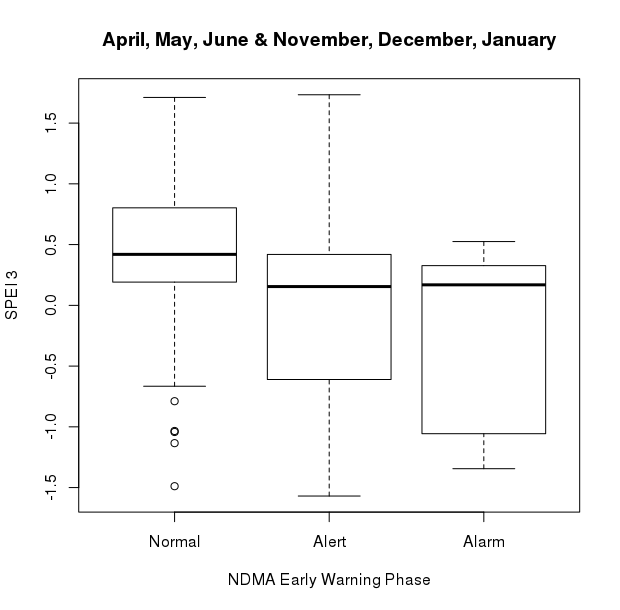 April, May, June & November, December, January
1.5
1.0
0.5
0.0
-0.5
-1.0
-1.5
SPEI3
Normal
Alert
Alarm
NDMA Early Warning Phase